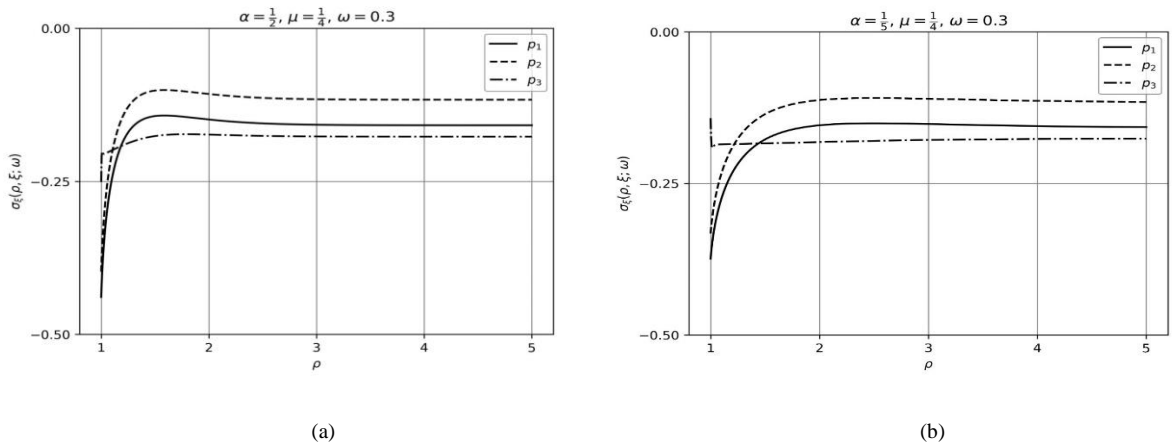 α = 1/2, μ = 1/4, ω = 0.3
0.00
−0.25
−0.50
σ_ξ(ρ, ξ; ω)
p₁
p₂
p₃
1 2 3 4 5
ρ
(a)
α = 1/5, μ = 1/4, ω = 0.3
0.00
−0.25
−0.50
σ_ξ(ρ, ξ; ω)
p₁
p₂
p₃
1 2 3 4 5
ρ
(b)